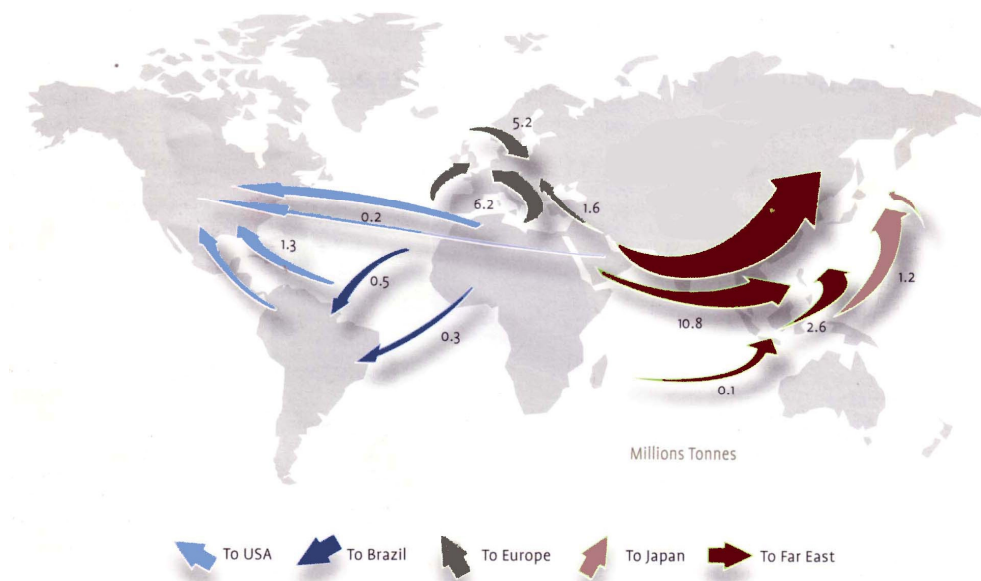 5.2
6.2
1.6
0.2
1.3
0.5
0.3
10.8
2.6
1.2
0.1
Millions Tonnes
To USA
To Brazil
To Europe
To Japan
To Far East